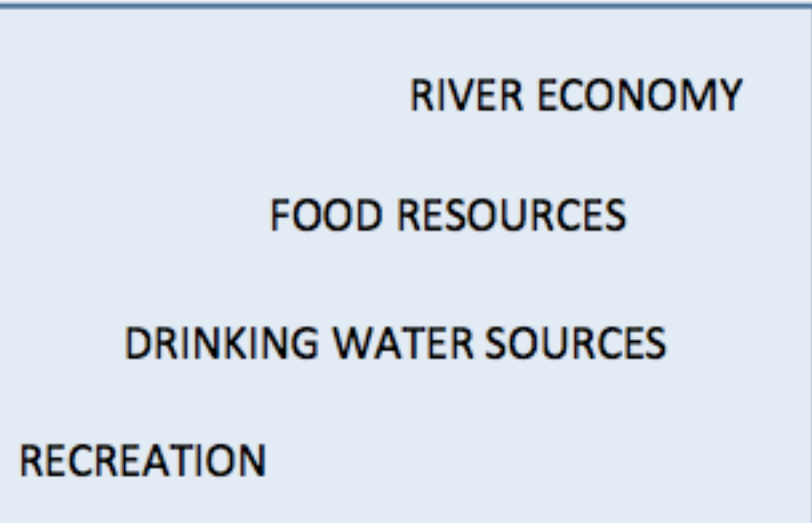 RIVER ECONOMY
FOOD RESOURCES
DRINKING WATER SOURCES
RECREATION